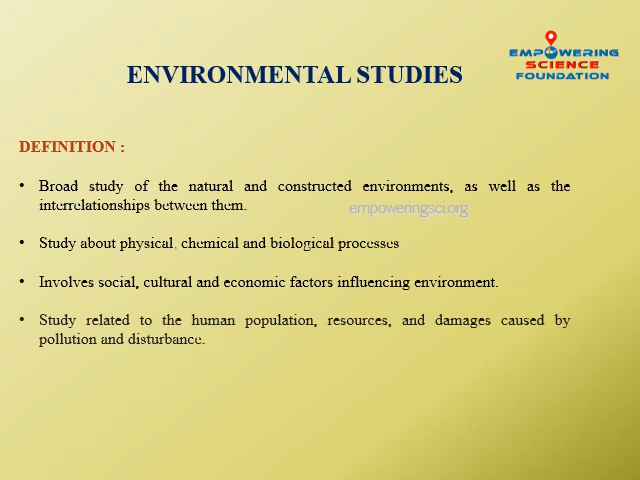 EMPOWERING
SCIENCE
FOUNDATION
ENVIRONMENTAL STUDIES
DEFINITION :
• Broad study of the natural and constructed environments, as well as the
interrelationships between them.
empoweringsci.org
• Study about physical, chemical and biological processes
• Involves social, cultural and economic factors influencing environment.
• Study related to the human population, resources, and damages caused by
pollution and disturbance.